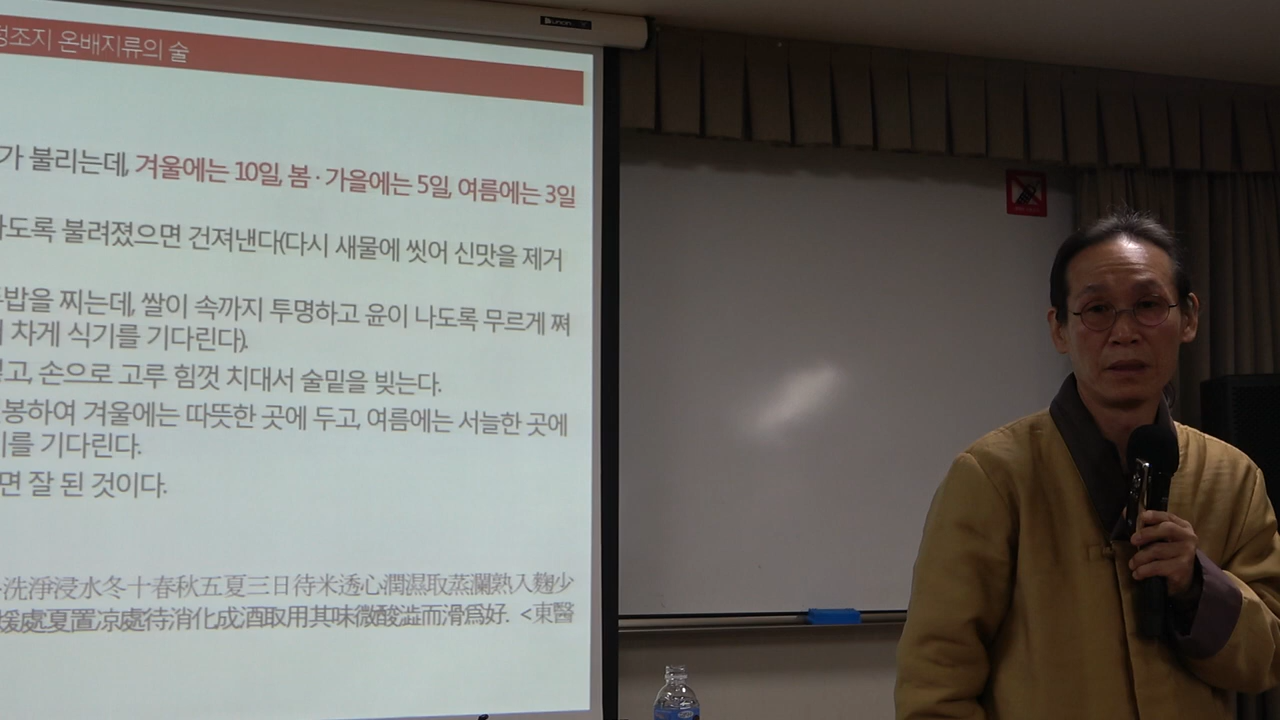 정조지 온배지류의 술
가 불리는데, 겨울에는 10일, 봄·가을에는 5일, 여름에는 3일
도록 불려졌으면 건져낸다(다시 새물에 씻어 신맛을 제거
밥을 찌는데, 쌀이 속까지 투명하고 윤이 나도록 무르게 쪄
차게 식기를 기다린다).
고, 손으로 고루 힘껏 치대서 술밑을 빚는다.
봉하여 겨울에는 따뜻한 곳에 두고, 여름에는 서늘한 곳에
기를 기다린다.
면 잘 된 것이다.
洗淨浸水冬十春秋五夏三日待米透心潤濕取蒸瀾熟入麴少
煖處夏置凉處待消化成酒取用其味微酸澁而滑爲好. <東醫